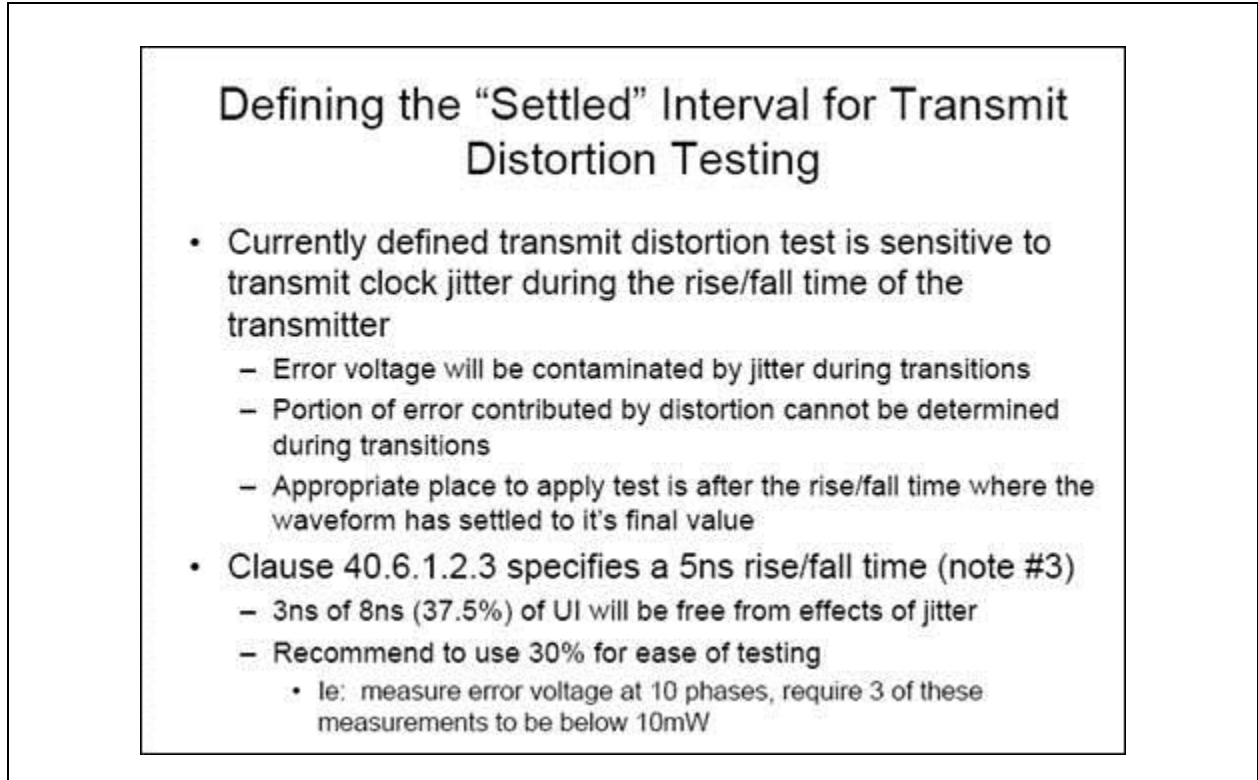 Defining the “Settled” Interval for Transmit
Distortion Testing
• Currently defined transmit distortion test is sensitive to
transmit clock jitter during the rise/fall time of the
transmitter
– Error voltage will be contaminated by jitter during transitions
– Portion of error contributed by distortion cannot be determined
during transitions
– Appropriate place to apply test is after the rise/fall time where the
waveform has settled to it's final value
• Clause 40.6.1.2.3 specifies a 5ns rise/fall time (note #3)
– 3ns of 8ns (37.5%) of UI will be free from effects of jitter
– Recommend to use 30% for ease of testing
• Ie: measure error voltage at 10 phases, require 3 of these
measurements to be below 10mW